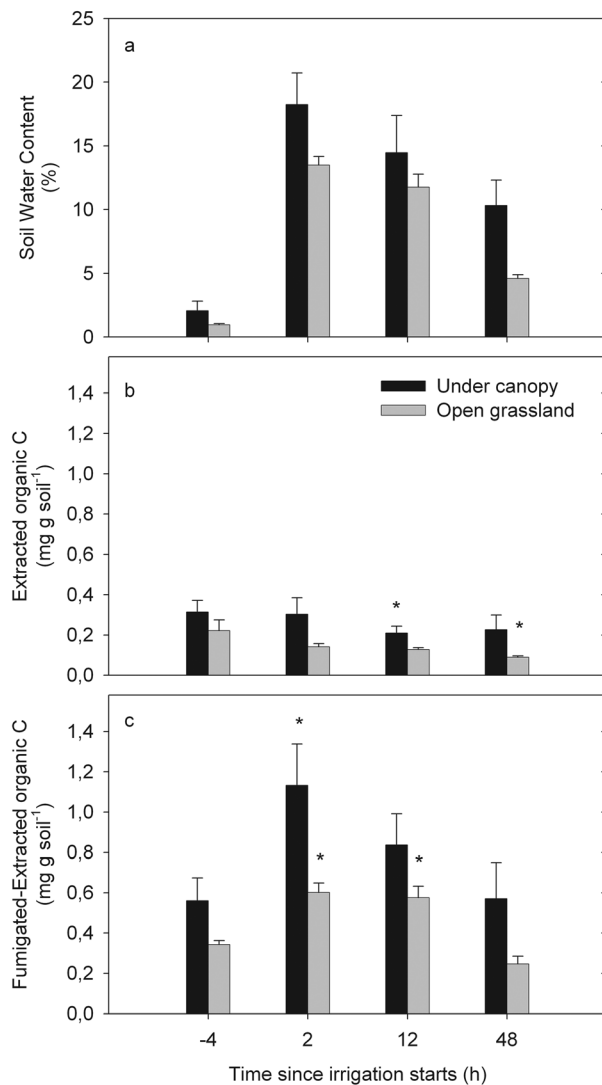 a
25
20
15
10
5
0
Soil Water Content
(%)
b
Under canopy
Open grassland
1,4
1,2
1,0
0,8
0,6
0,4
0,2
0,0
Extracted organic C
(mg g soil⁻¹)
*
*
c
1,4
1,2
1,0
0,8
0,6
0,4
0,2
0,0
Fumigated-Extracted organic C
(mg g soil⁻¹)
*
*
*
-4 2 12 48
Time since irrigation starts (h)